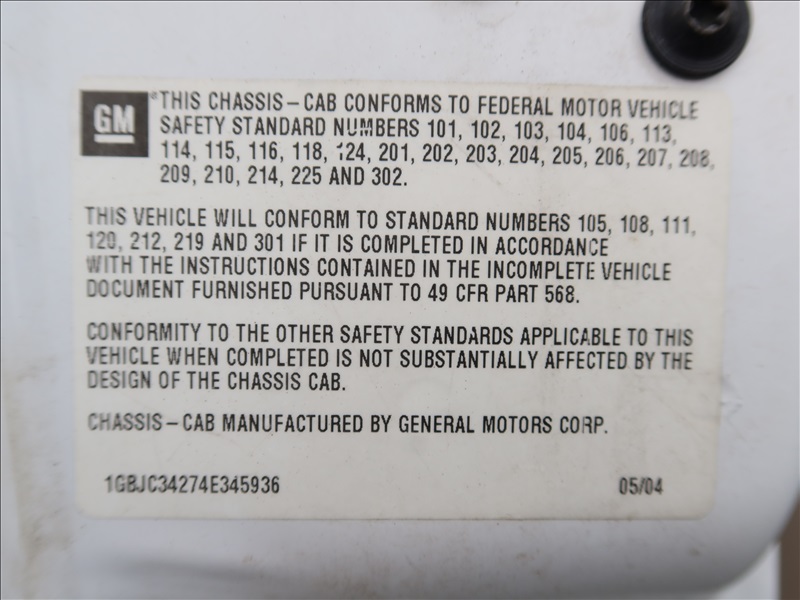 GM
THIS CHASSIS-CAB CONFORMS TO FEDERAL MOTOR VEHICLE
SAFETY STANDARD NUMBERS 101, 102, 103, 104, 106, 113,
114, 115, 116, 118, 124, 201, 202, 203, 204, 205, 206, 207, 208,
209, 210, 214, 225 AND 302.
THIS VEHICLE WILL CONFORM TO STANDARD NUMBERS 105, 108, 111,
120, 212, 219 AND 301 IF IT IS COMPLETED IN ACCORDANCE
WITH THE INSTRUCTIONS CONTAINED IN THE INCOMPLETE VEHICLE
DOCUMENT FURNISHED PURSUANT TO 49 CFR PART 568.
CONFORMITY TO THE OTHER SAFETY STANDARDS APPLICABLE TO THIS
VEHICLE WHEN COMPLETED IS NOT SUBSTANTIALLY AFFECTED BY THE
DESIGN OF THE CHASSIS CAB.
CHASSIS-CAB MANUFACTURED BY GENERAL MOTORS CORP.
1GBJC34274E345936 05/04